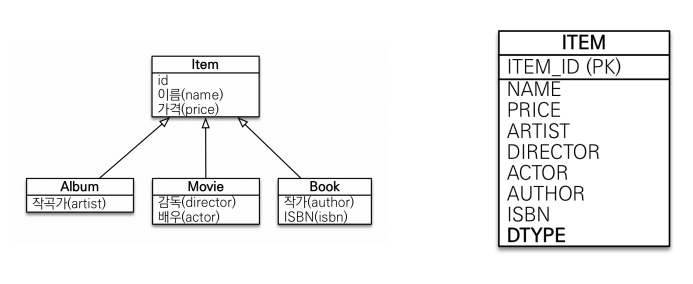 Item
id
이름(name)
가격(price)
Album
작곡가(artist)
Movie
감독(director)
배우(actor)
Book
작가(author)
ISBN(isbn)
ITEM
ITEM_ID (PK)
NAME
PRICE
ARTIST
DIRECTOR
ACTOR
AUTHOR
ISBN
DTYPE